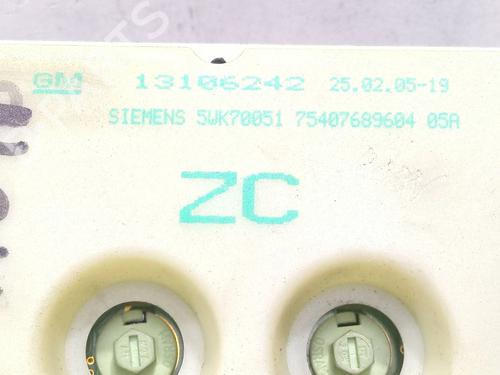 GM 13106242 25.02.05-19
SIEMENS 5WK70051 75407689604 05A
ZC